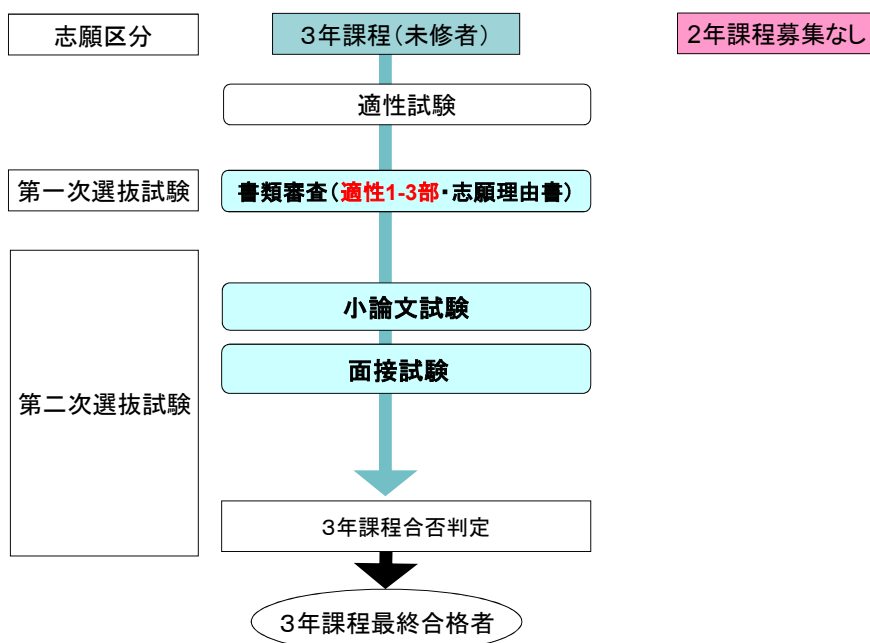 志願区分
3年課程(未修者)
2年課程募集なし
適性試験
第一次選抜試験
書類審査(適性1-3部・志願理由書)
小論文試験
面接試験
第二次選抜試験
3年課程合否判定
3年課程最終合格者